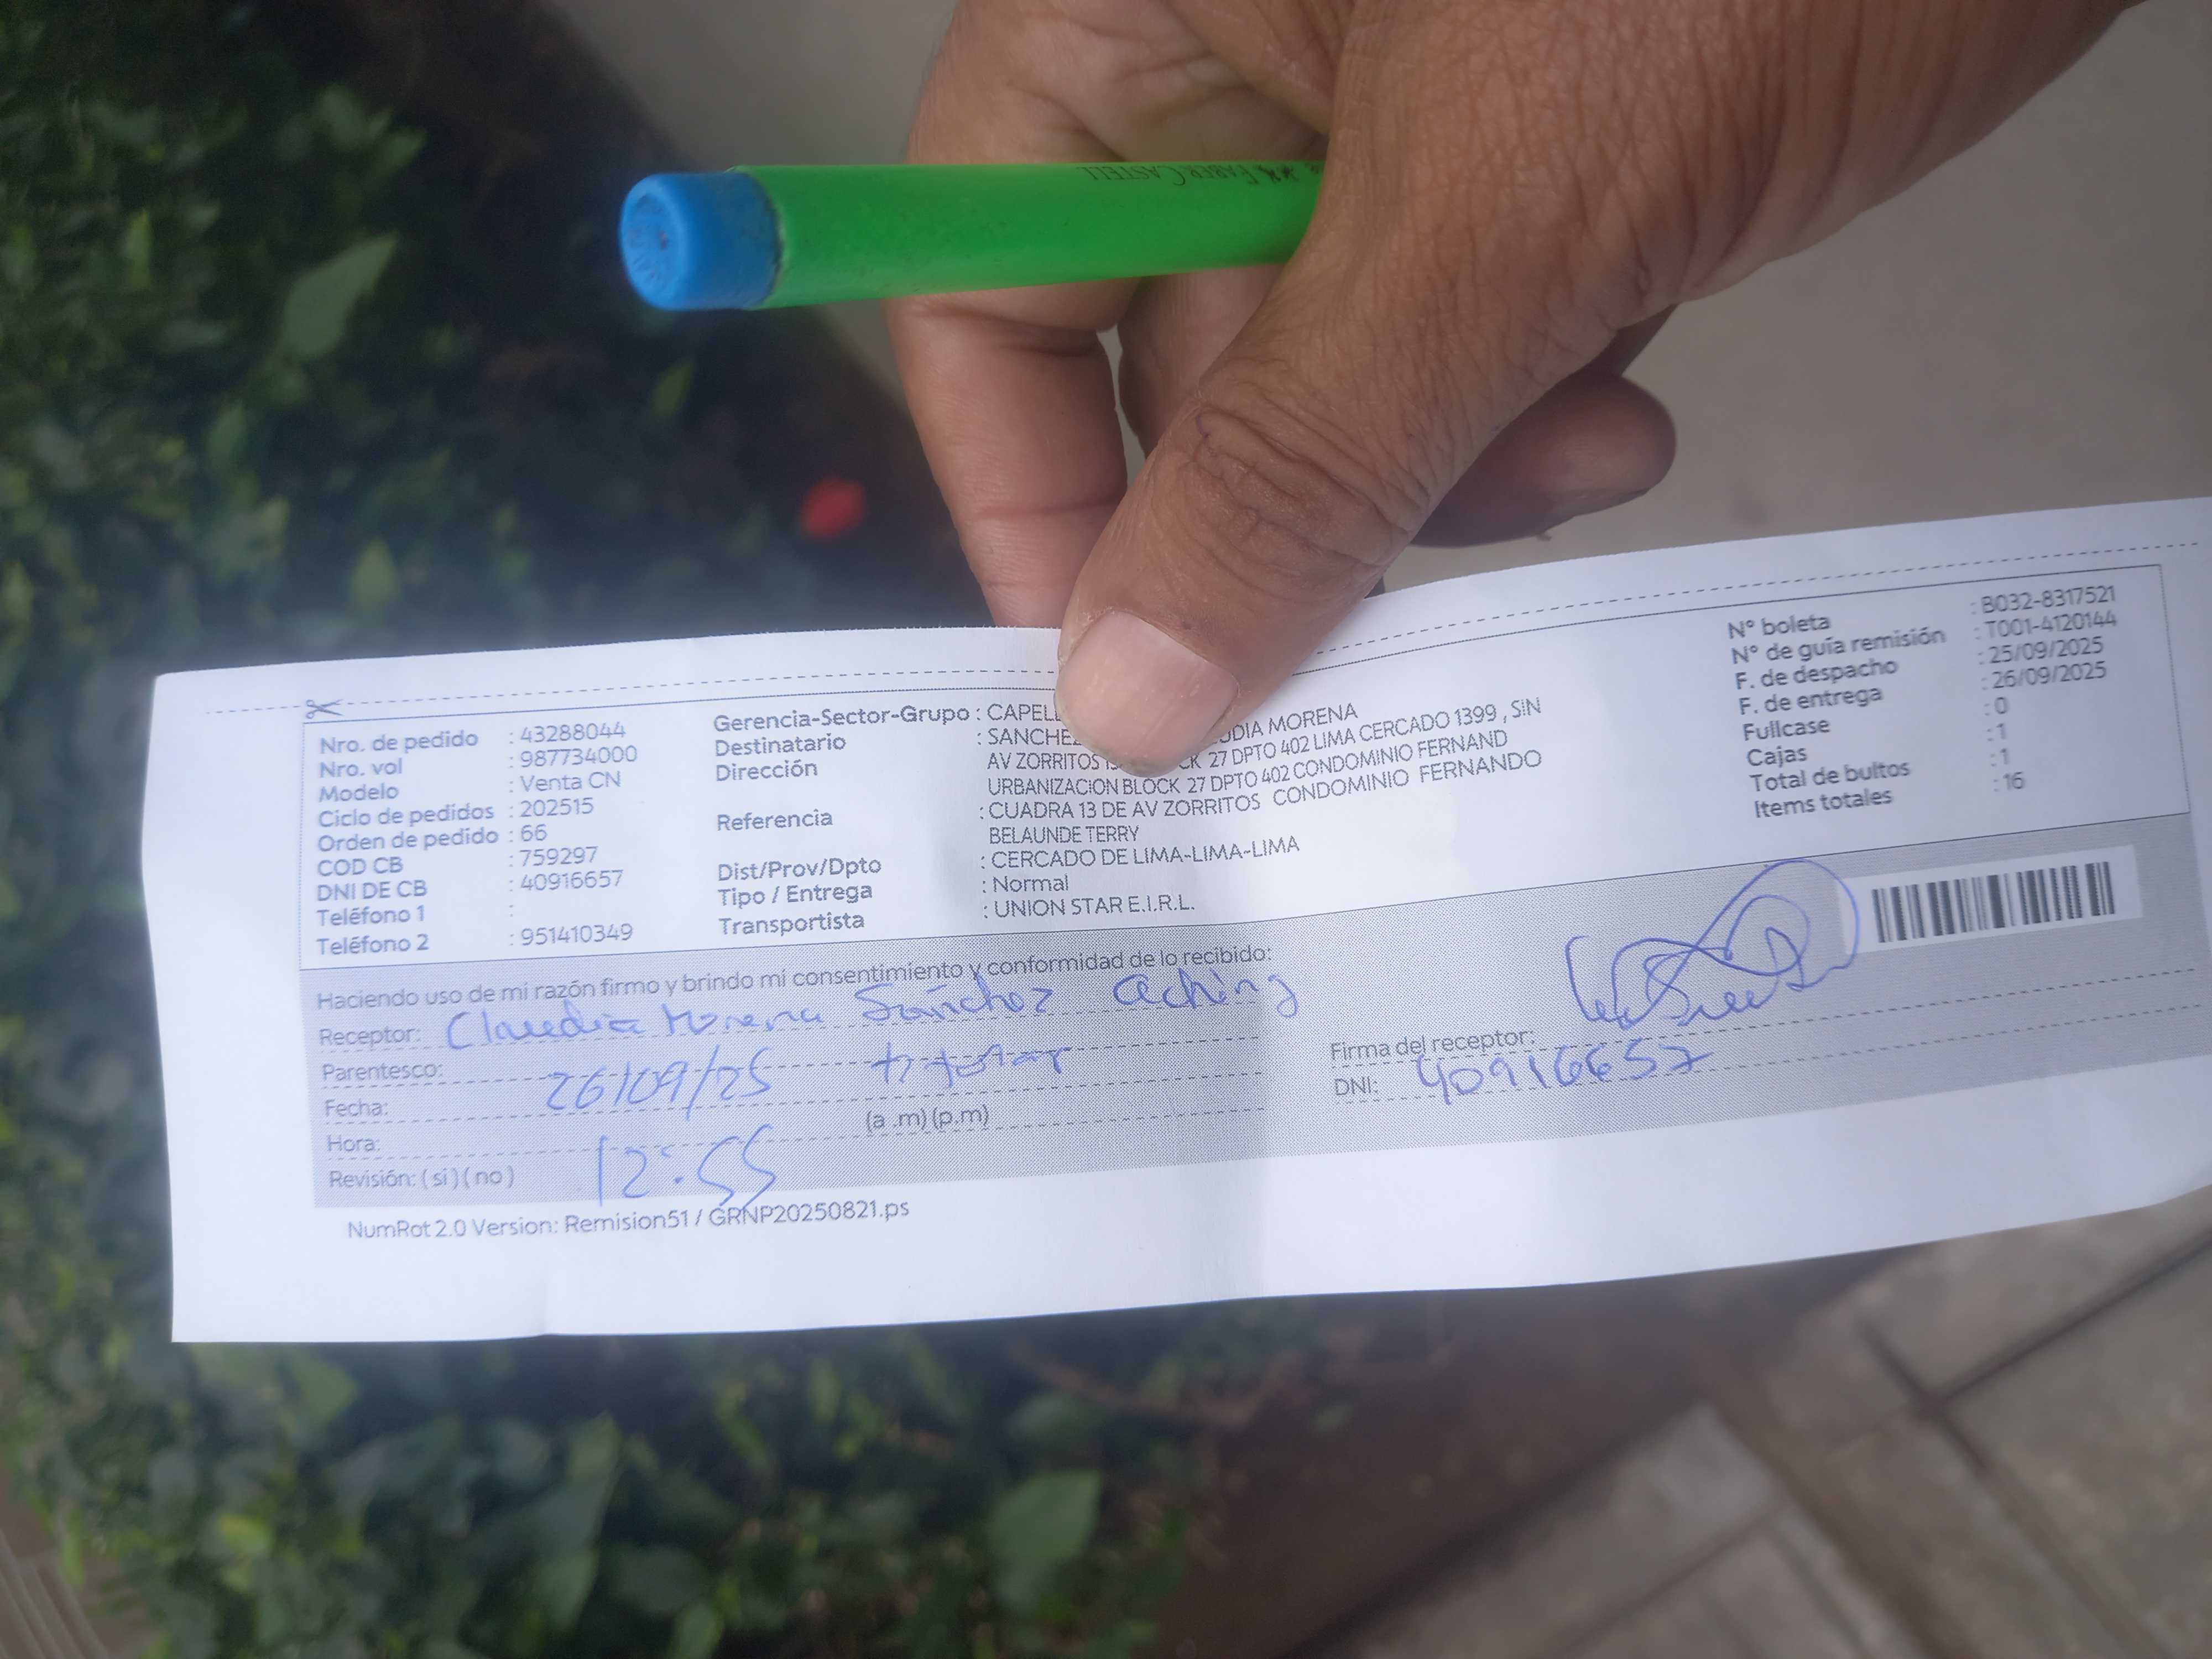 FABER CASTELL
Nro. de pedido : 43288044
Nro. vol : 987734000
Modelo : Venta CN
Ciclo de pedidos : 202515
Orden de pedido : 66
COD CB : 759297
DNI DE CB : 40916657
Teléfono 1 :
Teléfono 2 : 951410349
Gerencia-Sector-Grupo : CAPELL
Destinatario : SANCHEZ UDIA MORENA
Dirección AV ZORRITOS CK 27 DPTO 402 LIMA CERCADO 1399 , SIN
URBANIZACION BLOCK 27 DPTO 402 CONDOMINIO FERNAND
Referencia : CUADRA 13 DE AV ZORRITOS CONDOMINIO FERNANDO
BELAUNDE TERRY
Dist/Prov/Dpto : CERCADO DE LIMA-LIMA-LIMA
Tipo / Entrega : Normal
Transportista : UNION STAR E.I.R.L.
N° boleta : B032-8317521
N° de guía remisión : T001-4120144
F. de despacho : 25/09/2025
F. de entrega : 26/09/2025
Fullcase : 0
Cajas : 1
Total de bultos : 1
Items totales : 16
Haciendo uso de mi razón firmo y brindo mi consentimiento y conformidad de lo recibido:
Receptor: Claudia Morena Sánchez Aching
Parentesco: titular
Fecha: 26/09/25
Hora: 12:55 (a .m) (p.m)
Revisión: ( si ) ( no )
Firma del receptor:
DNI: 40916657
NumRot 2.0 Version: Remision51 / GRNP20250821.ps